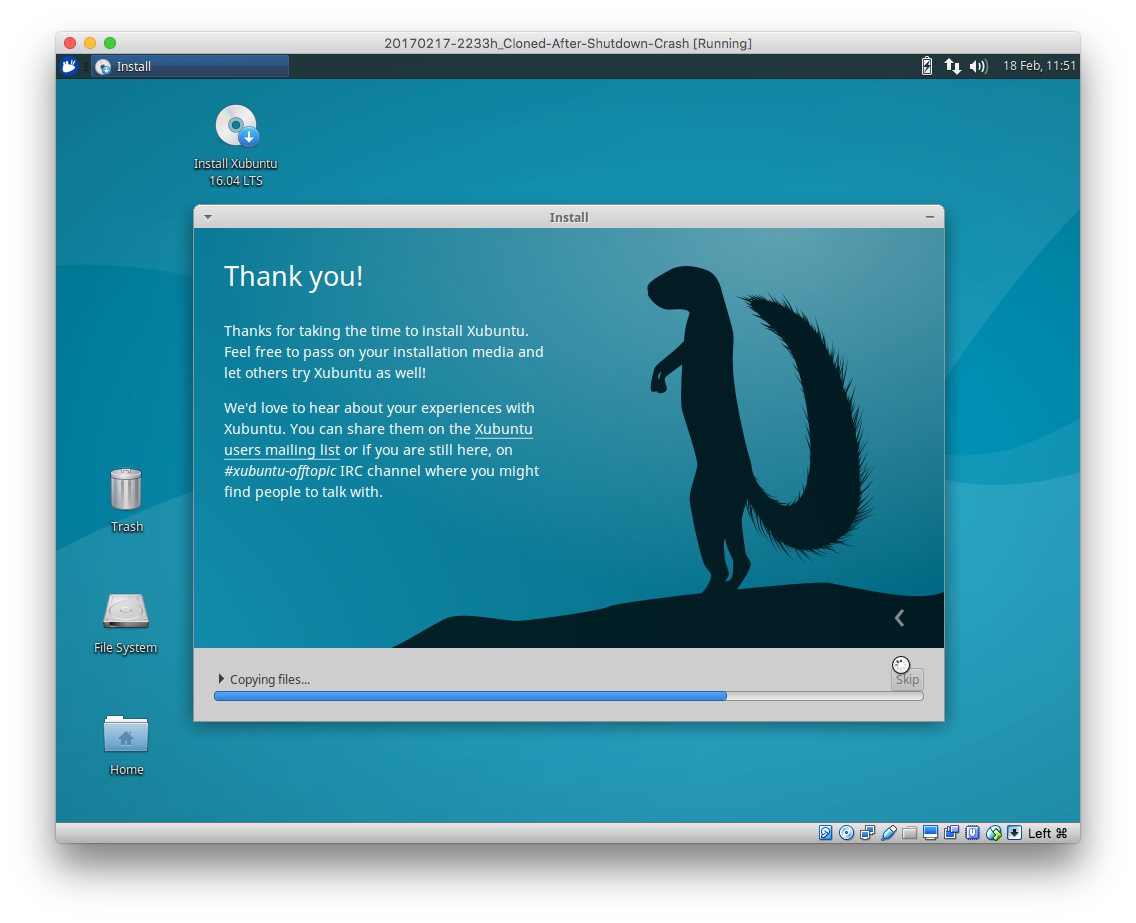 20170217-2233h_Cloned-After-Shutdown-Crash [Running]
Install
18 Feb, 11:51
Install Xubuntu
16.04 LTS
Install
Thank you!
Thanks for taking the time to install Xubuntu.
Feel free to pass on your installation media and
let others try Xubuntu as well!
We'd love to hear about your experiences with
Xubuntu. You can share them on the Xubuntu
users mailing list or if you are still here, on
#xubuntu-offtopic IRC channel where you might
find people to talk with.
Trash
File System
Home
Copying files...
Skip
Left ⌘